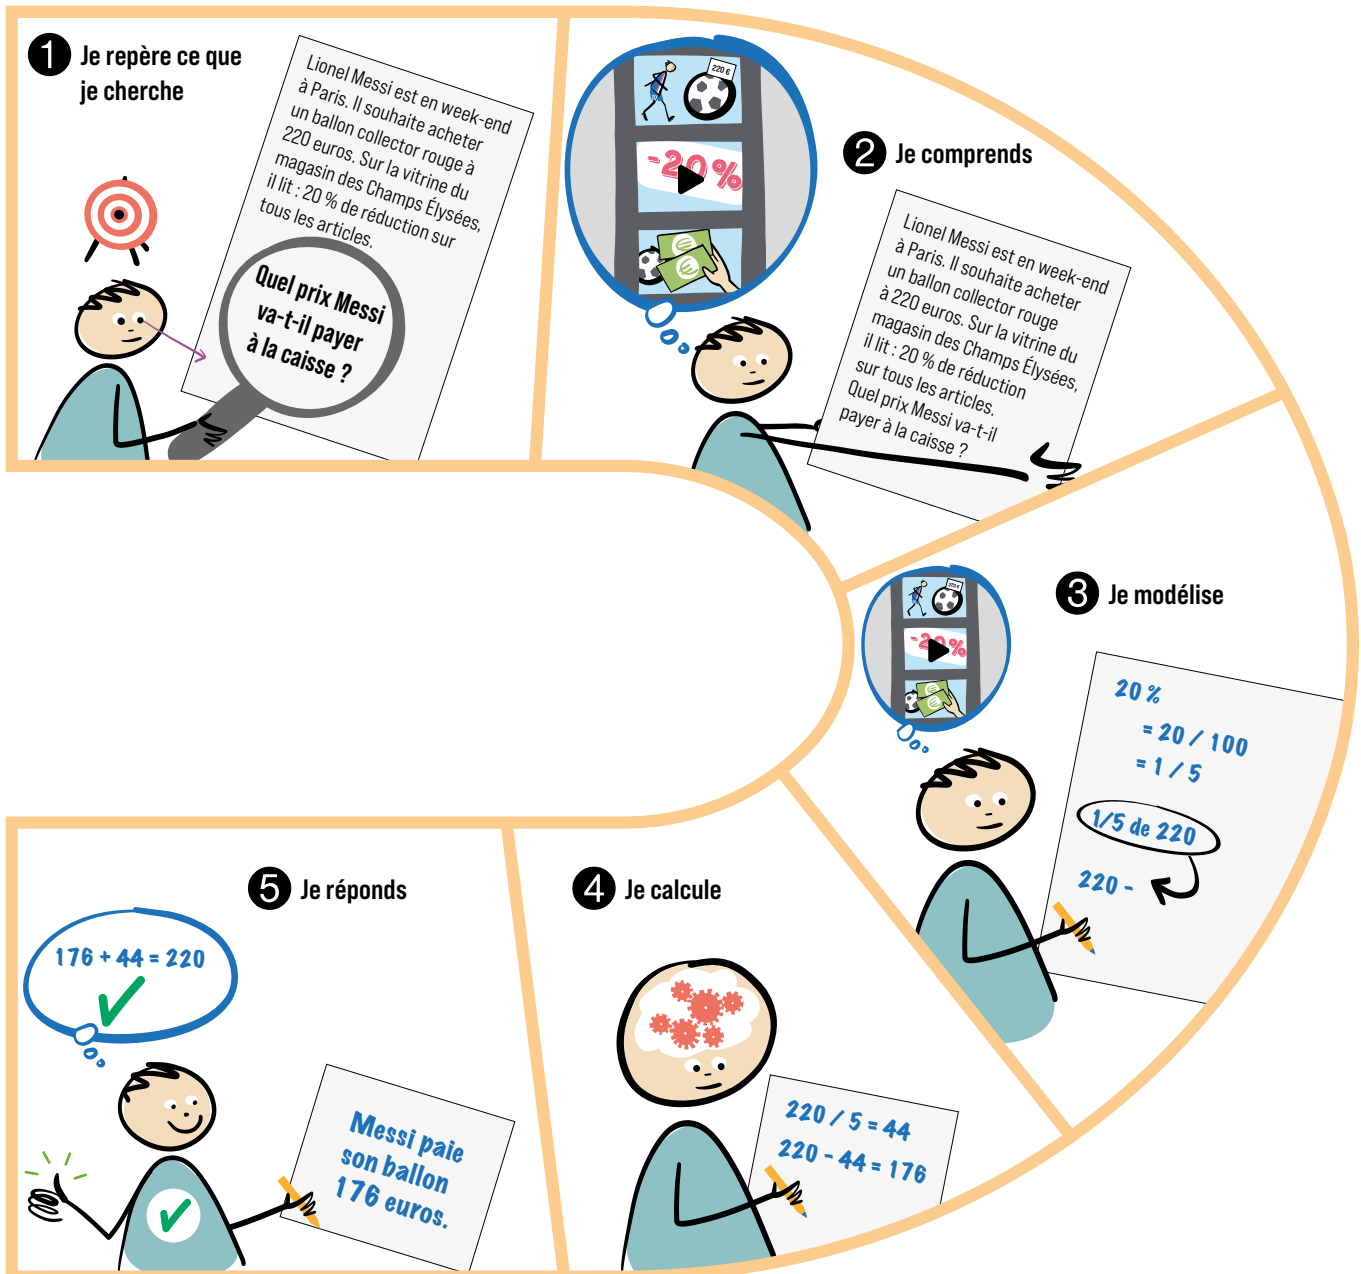 1 Je repère ce que
je cherche
Lionel Messi est en week-end
à Paris. Il souhaite acheter
un ballon collector rouge à
220 euros. Sur la vitrine du
magasin des Champs Élysées,
il lit : 20 % de réduction sur
tous les articles.
Quel prix Messi
va-t-il payer
à la caisse ?
220 €
-20%
2 Je comprends
Lionel Messi est en week-end
à Paris. Il souhaite acheter
un ballon collector rouge
à 220 euros. Sur la vitrine du
magasin des Champs Élysées,
il lit : 20 % de réduction
sur tous les articles.
Quel prix Messi va-t-il
payer à la caisse ?
3 Je modélise
-20%
20 %
= 20 / 100
= 1 / 5
1/5 de 220
220 -
4 Je calcule
220 / 5 = 44
220 - 44 = 176
5 Je réponds
176 + 44 = 220
Messi paie
son ballon
176 euros.